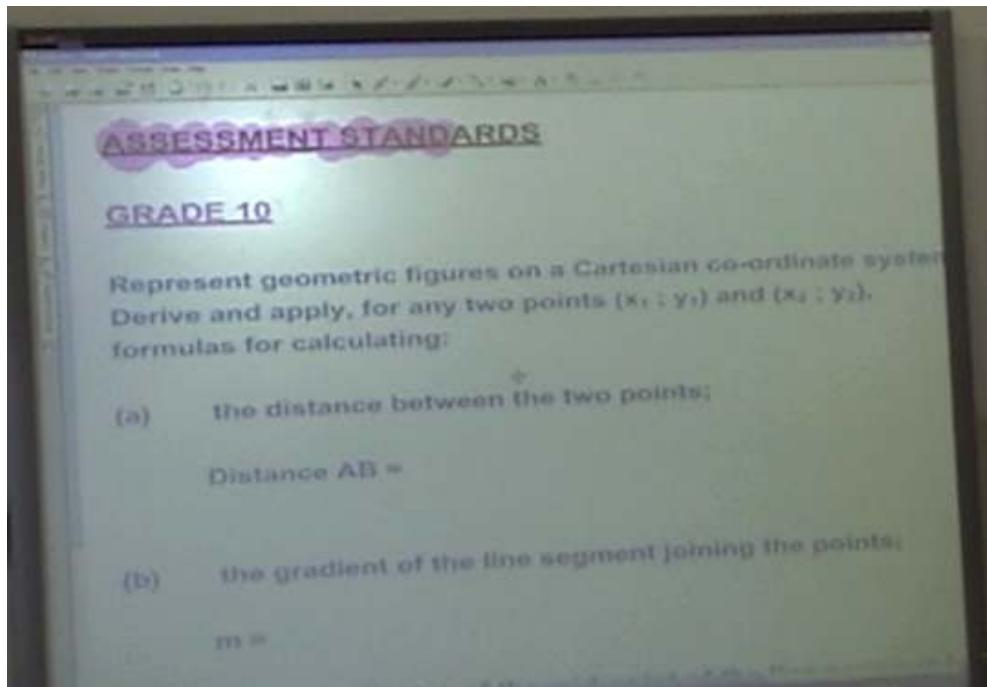 ASSESSMENT STANDARDS
GRADE 10
Represent geometric figures on a Cartesian co-ordinate system
Derive and apply, for any two points (x₁ ; y₁) and (x₂ ; y₂),
formulas for calculating:
(a) the distance between the two points;
Distance AB =
(b) the gradient of the line segment joining the points;
m =